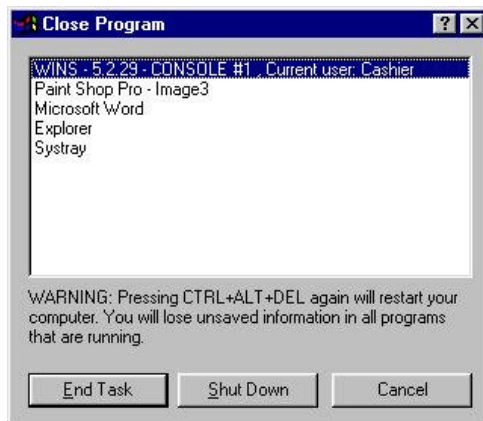 Close Program
WINS - 5.2.29 - CONSOLE #1 , Current user: Cashier
Paint Shop Pro - Image3
Microsoft Word
Explorer
Systray
WARNING: Pressing CTRL+ALT+DEL again will restart your
computer. You will lose unsaved information in all programs
that are running.
End Task Shut Down Cancel